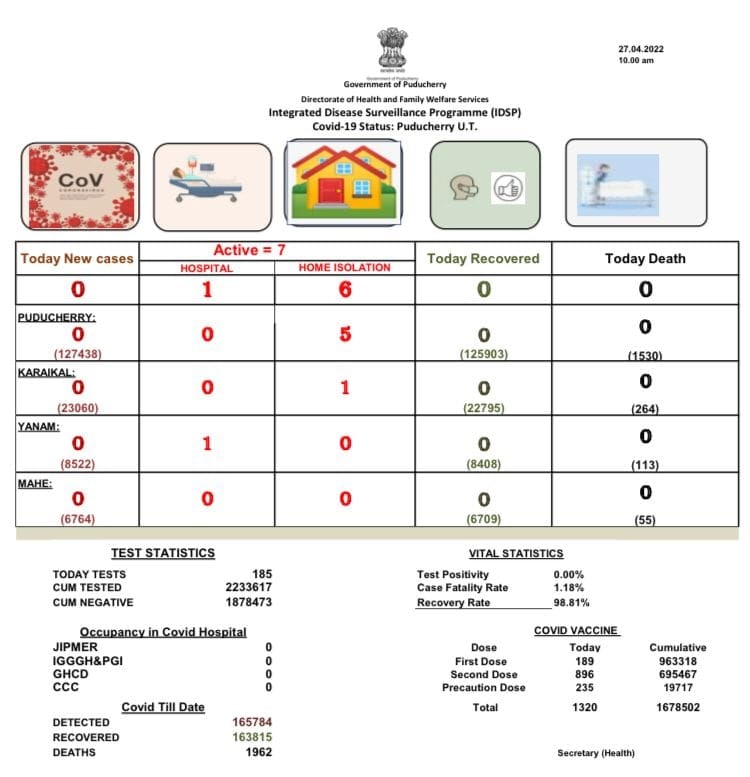 27.04.2022
10.00 am
सत्यमेव जयते
Government of Puducherry
Government of Puducherry
Directorate of Health and Family Welfare Services
Integrated Disease Surveillance Programme (IDSP)
Covid-19 Status: Puducherry U.T.
CoV
CORONAVIRUS
Today New cases Active = 7 Today Recovered Today Death
HOSPITAL HOME ISOLATION
0 1 6 0 0
PUDUCHERRY:
0 0 5 0 0
(127438) (125903) (1530)
KARAIKAL:
0 0 1 0 0
(23060) (22795) (264)
YANAM:
0 1 0 0 0
(8522) (8408) (113)
MAHE:
0 0 0 0 0
(6764) (6709) (55)
TEST STATISTICS
TODAY TESTS 185
CUM TESTED 2233617
CUM NEGATIVE 1878473
VITAL STATISTICS
Test Positivity 0.00%
Case Fatality Rate 1.18%
Recovery Rate 98.81%
Occupancy in Covid Hospital
JIPMER 0
IGGGH&PGI 0
GHCD 0
CCC 0
COVID VACCINE
Dose Today Cumulative
First Dose 189 963318
Second Dose 896 695467
Precaution Dose 235 19717
Total 1320 1678502
Covid Till Date
DETECTED 165784
RECOVERED 163815
DEATHS 1962
Secretary (Health)